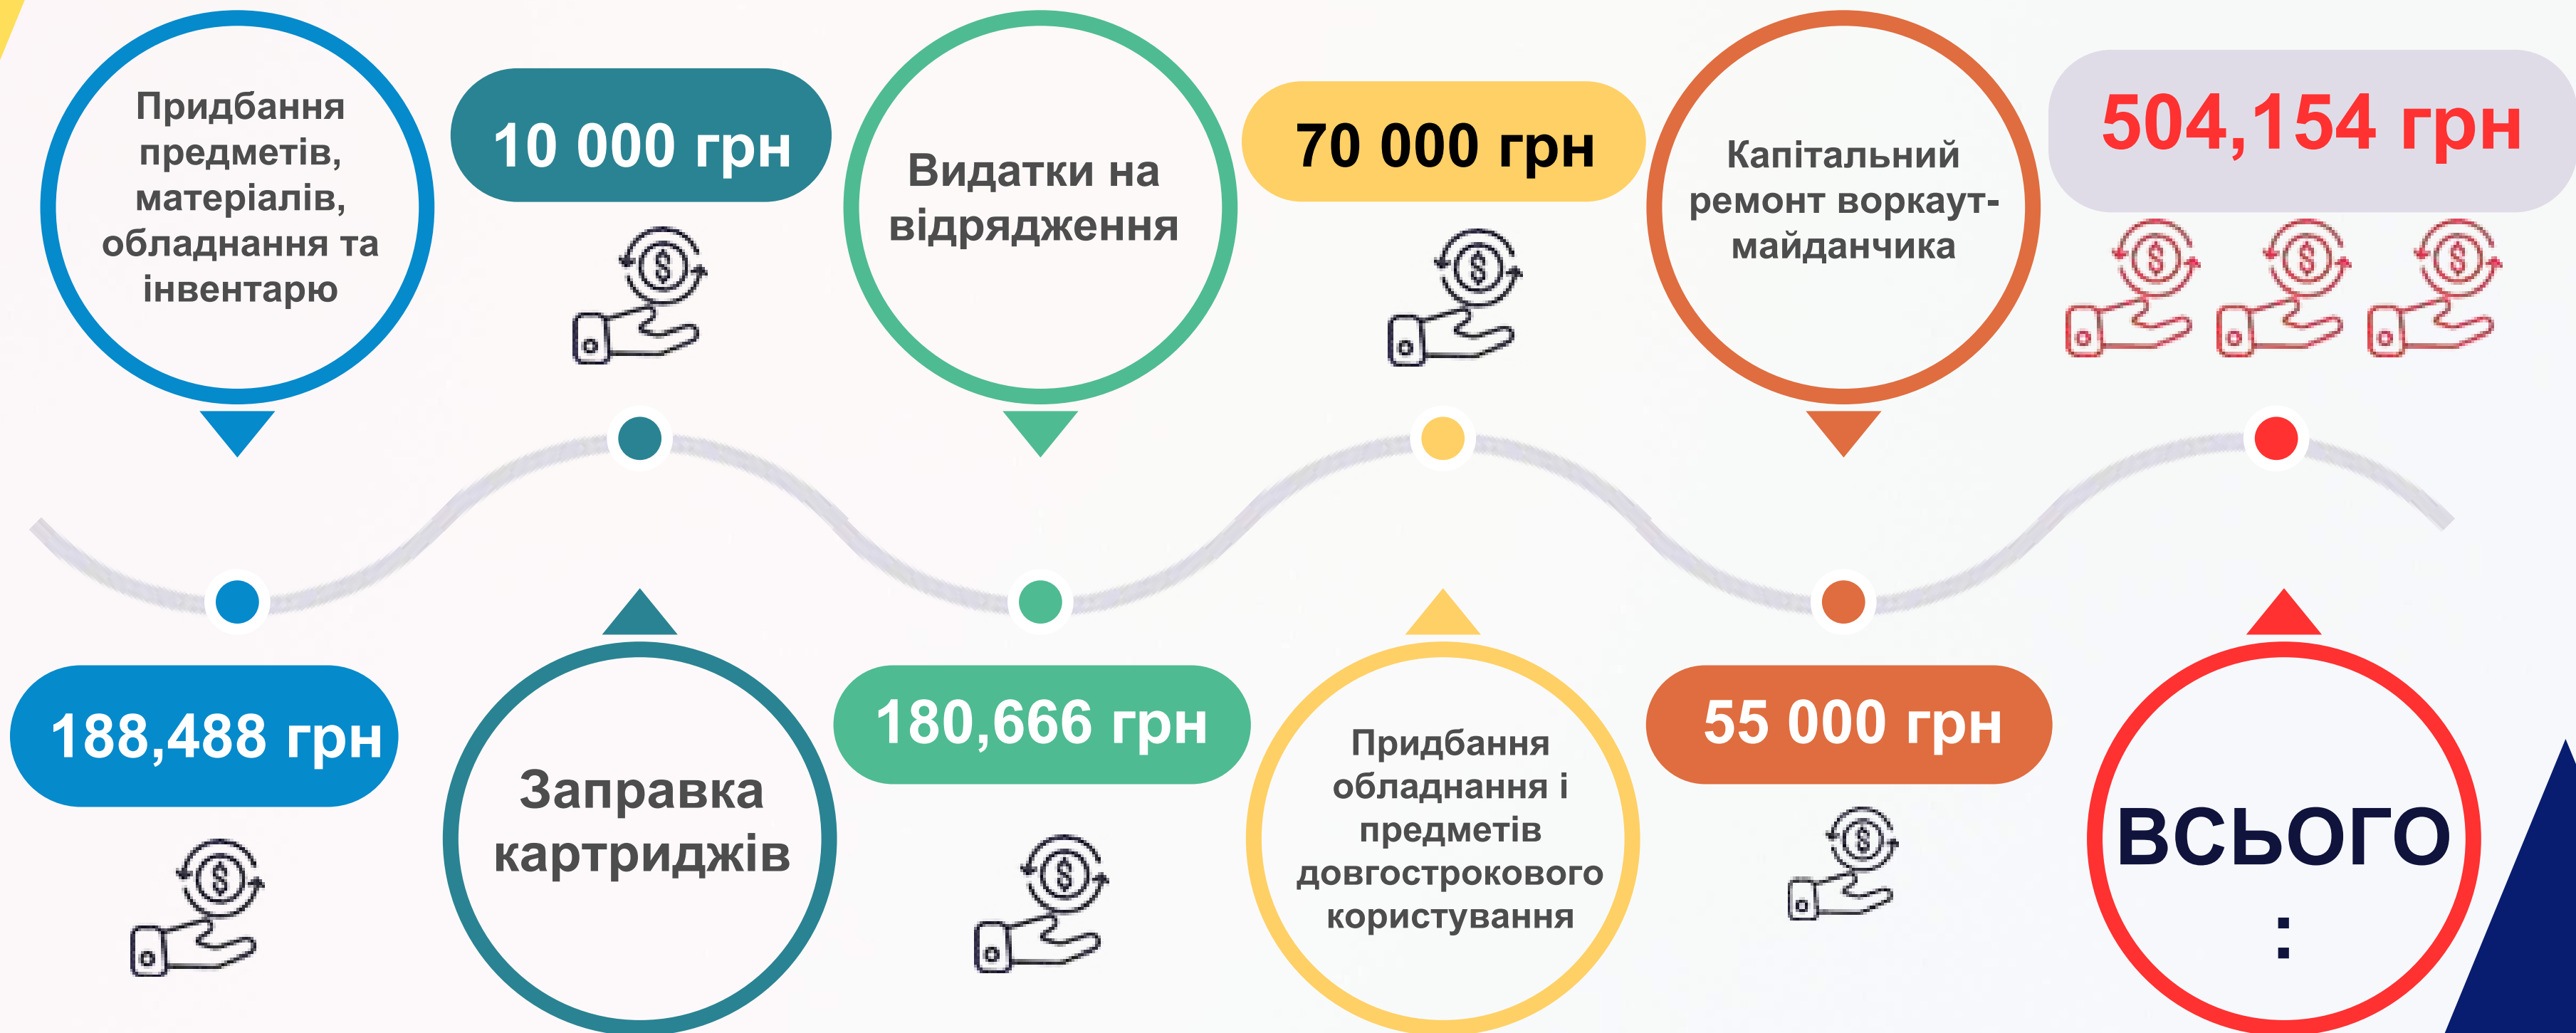 Придбання
предметів,
матеріалів,
обладнання та
інвентарю
188,488 грн
10 000 грн
Заправка
картриджів
Видатки на
відрядження
180,666 грн
70 000 грн
Придбання
обладнання і
предметів
довгострокового
користування
Капітальний
ремонт воркаут-
майданчика
55 000 грн
504,154 грн
ВСЬОГО
: